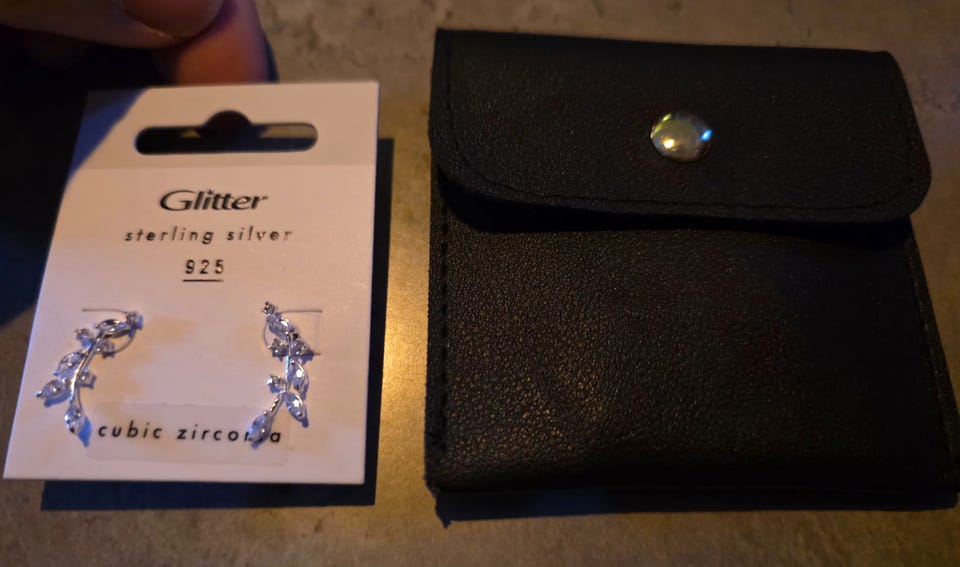 Glitter
sterling silver
925
cubic zirconia